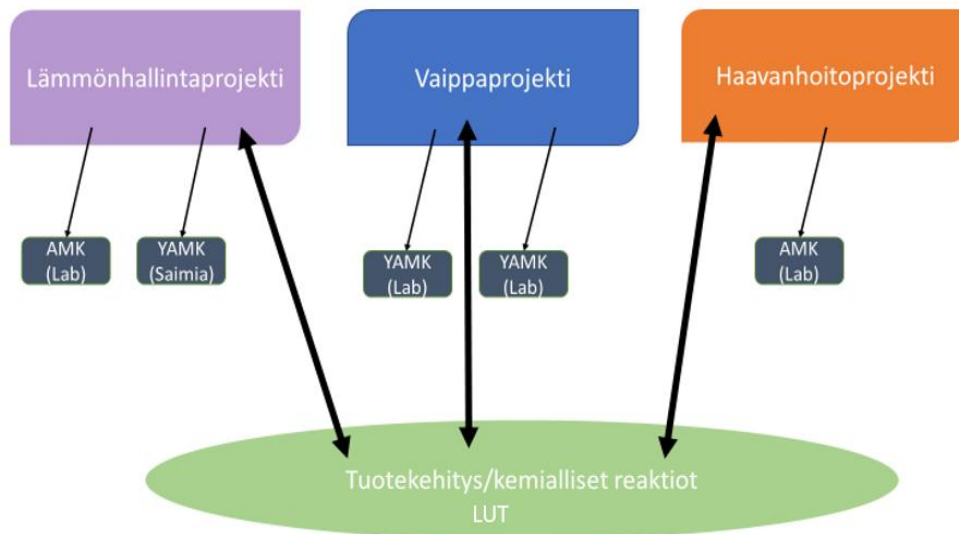 Lämmönhallintaprojekti
Vaippaprojekti
Haavanhoitoprojekti
AMK
(Lab)
YAMK
(Saimia)
YAMK
(Lab)
YAMK
(Lab)
AMK
(Lab)
Tuotekehitys/kemialliset reaktiot
LUT